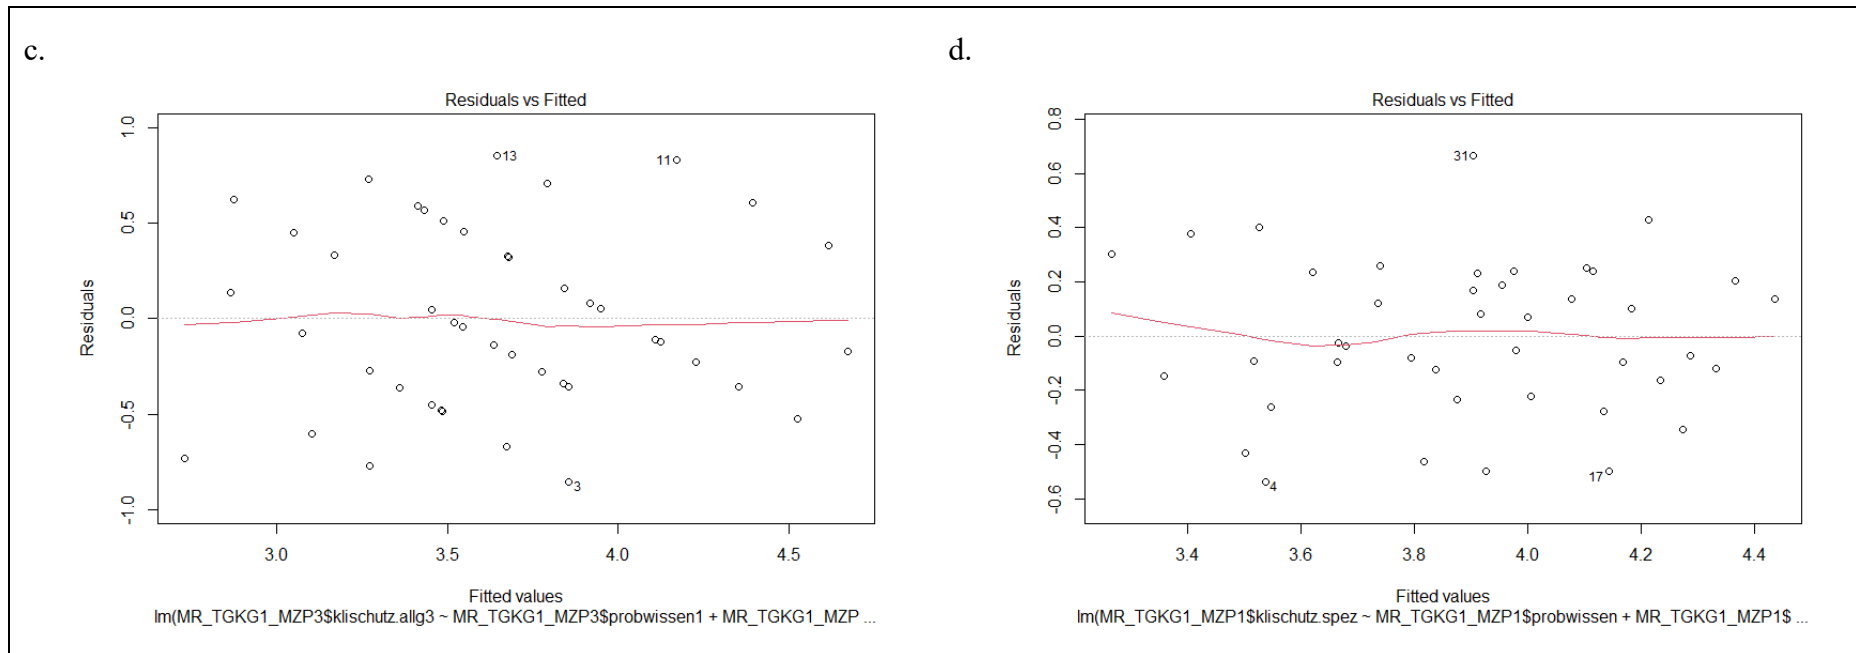 c.
Residuals vs Fitted
Residuals
1.0
0.5
0.0
-0.5
-1.0
13
11
3
3.0 3.5 4.0 4.5
Fitted values
lm(MR_TGKG1_MZP3$klischutz.allg3 ~ MR_TGKG1_MZP3$probwissen1 + MR_TGKG1_MZP ...
d.
Residuals vs Fitted
Residuals
0.8
0.6
0.4
0.2
0.0
-0.2
-0.4
-0.6
31
4
17
3.4 3.6 3.8 4.0 4.2 4.4
Fitted values
lm(MR_TGKG1_MZP1$klischutz.spez ~ MR_TGKG1_MZP1$probwissen + MR_TGKG1_MZP1$ ...